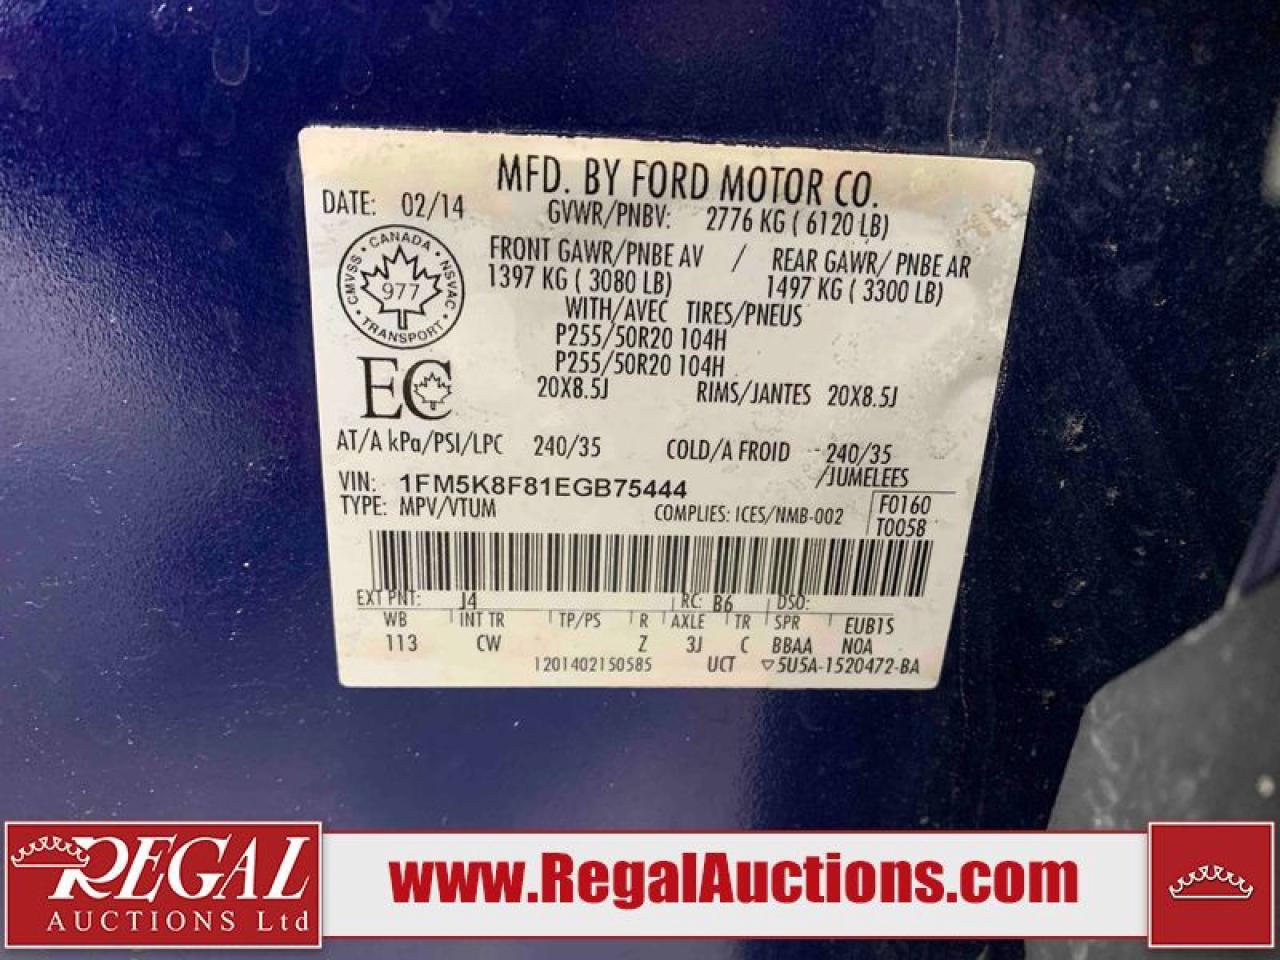 MFD. BY FORD MOTOR CO.
DATE: 02/14
GVWR/PNBV: 2776 KG ( 6120 LB)
FRONT GAWR/PNBE AV / REAR GAWR/ PNBE AR
1397 KG ( 3080 LB) 1497 KG ( 3300 LB)
WITH/AVEC TIRES/PNEUS
P255/50R20 104H
P255/50R20 104H
20X8.5J RIMS/JANTES 20X8.5J
CANADA
CMVSS NSVAC
977
TRANSPORT
EC
AT/A kPa/PSI/LPC 240/35 COLD/A FROID 240/35
/JUMELEES
VIN: 1FM5K8F81EGB75444
TYPE: MPV/VTUM COMPLIES: ICES/NMB-002
F0160
T0058
EXT PNT: J4 RC: B6 DSO:
WB INT TR TP/PS R AXLE TR SPR EUB15
113 CW Z 3J C BBAA NOA
1201402150585 UCT ▽5U5A-1520472-BA
REGAL
AUCTIONS Ltd
www.RegalAuctions.com